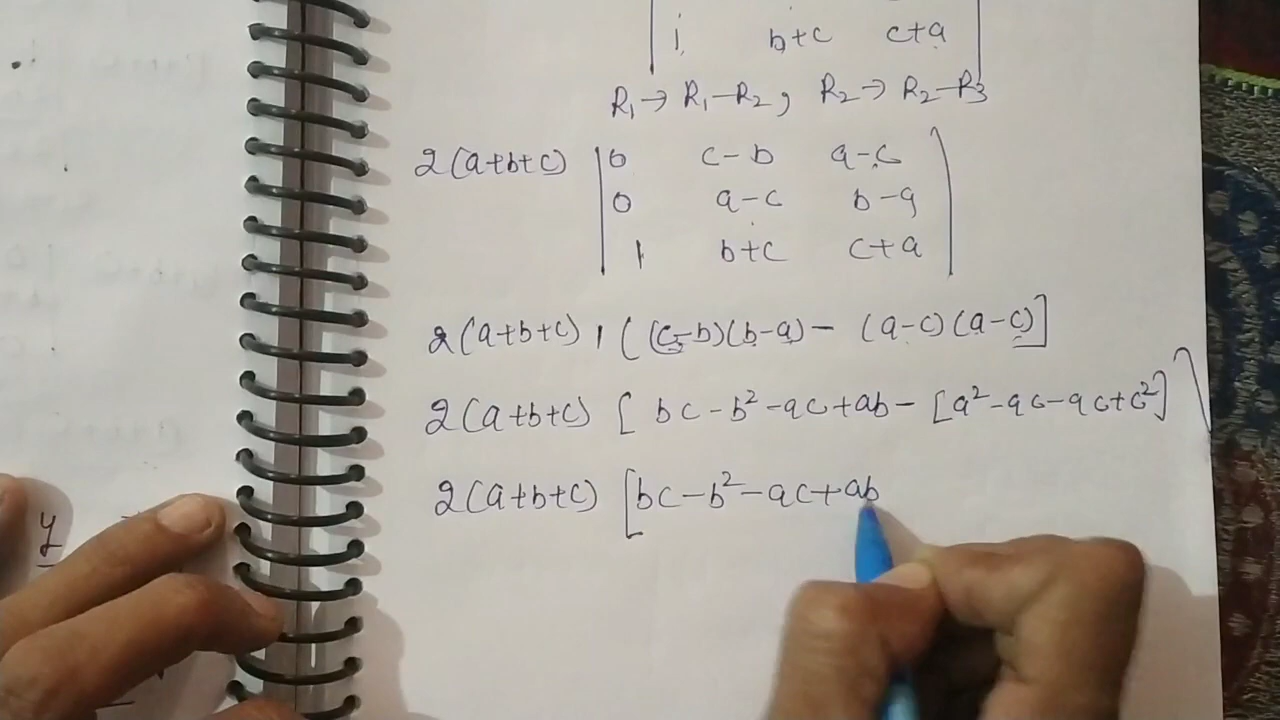 1 b+c c+a
R₁→ R₁−R₂, R₂→ R₂−R₃
2(a+b+c) | 0 c−b a−c |
0 a−c b−a
1 b+c c+a
2(a+b+c) 1 ( (c−b)(b−a) − (a−c)(a−c) ]
2(a+b+c) [ bc − b² − ac + ab − [a² − ac − ac + c²] ]
2(a+b+c) [ bc − b² − ac + ab
y